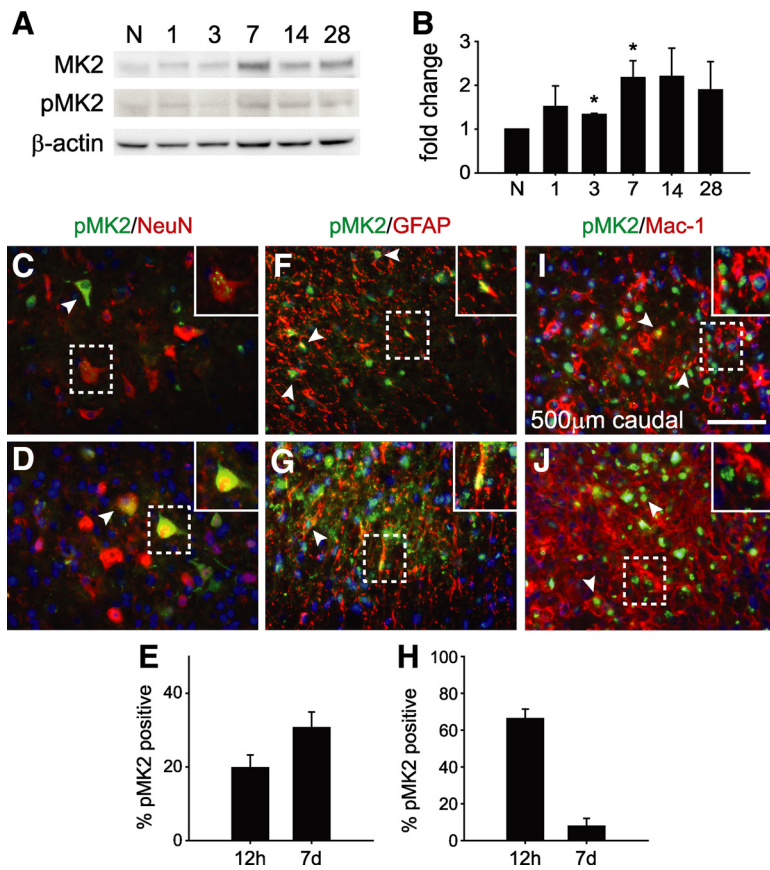 A
N 1 3 7 14 28
MK2
pMK2
β-actin
B
fold change
3
2
1
0
* *
N 1 3 7 14 28
pMK2/NeuN
pMK2/GFAP
pMK2/Mac-1
C
F
I
500μm caudal
D
G
J
E
% pMK2 positive
40
20
0
12h 7d
H
% pMK2 positive
100
80
60
40
20
0
12h 7d